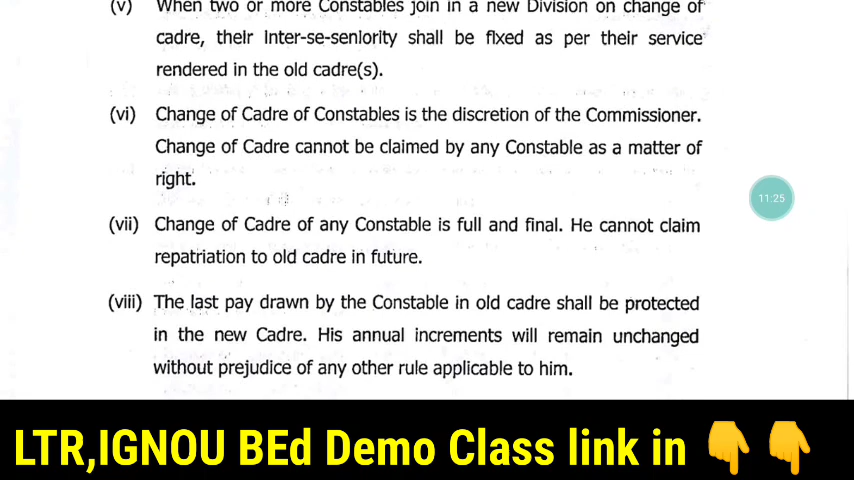 (v) When two or more Constables join in a new Division on change of
cadre, their Inter-se-seniority shall be fixed as per their service
rendered in the old cadre(s).
(vi) Change of Cadre of Constables is the discretion of the Commissioner.
Change of Cadre cannot be claimed by any Constable as a matter of
right.
11:25
(vii) Change of Cadre of any Constable is full and final. He cannot claim
repatriation to old cadre in future.
(viii) The last pay drawn by the Constable in old cadre shall be protected
in the new Cadre. His annual increments will remain unchanged
without prejudice of any other rule applicable to him.
LTR,IGNOU BEd Demo Class link in 👇 👇